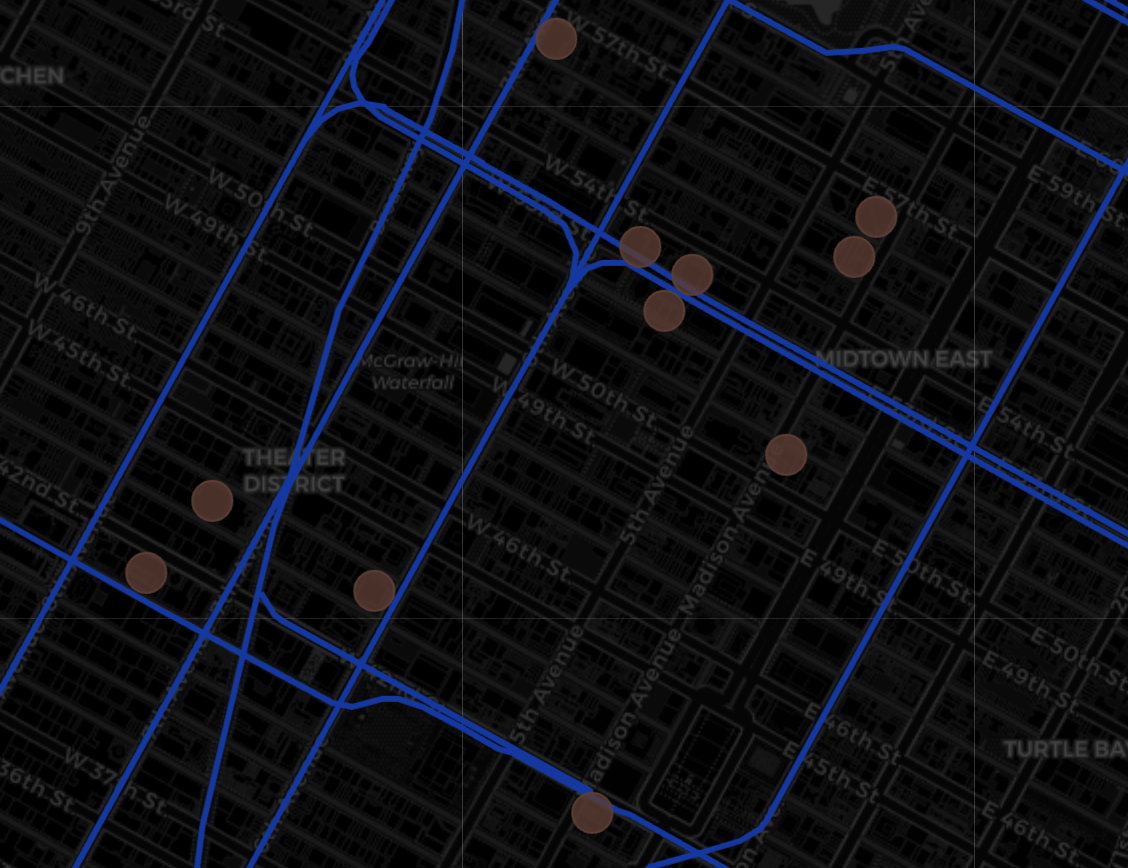 53rd St.
W 57th St.
5th Av
CHEN
9th Avenue
W 54th St.
E 59th St.
W 50th St.
E 57th St.
W 49th St.
W 46th St.
McGraw-Hil
Waterfall
MIDTOWN EAST
W 45th St.
W 50th St.
W 49th St.
E 54th St.
THEATER
DISTRICT
5th Avenue
42nd St.
Madison Avenue
W 46th St.
E 50th St.
E 49th St.
E 50th St.
E 49th St.
5th Avenue
Madison Avenue
E 46th St.
TURTLE BA
E 45th St.
W 37th St.
36th St.
E 46th St.